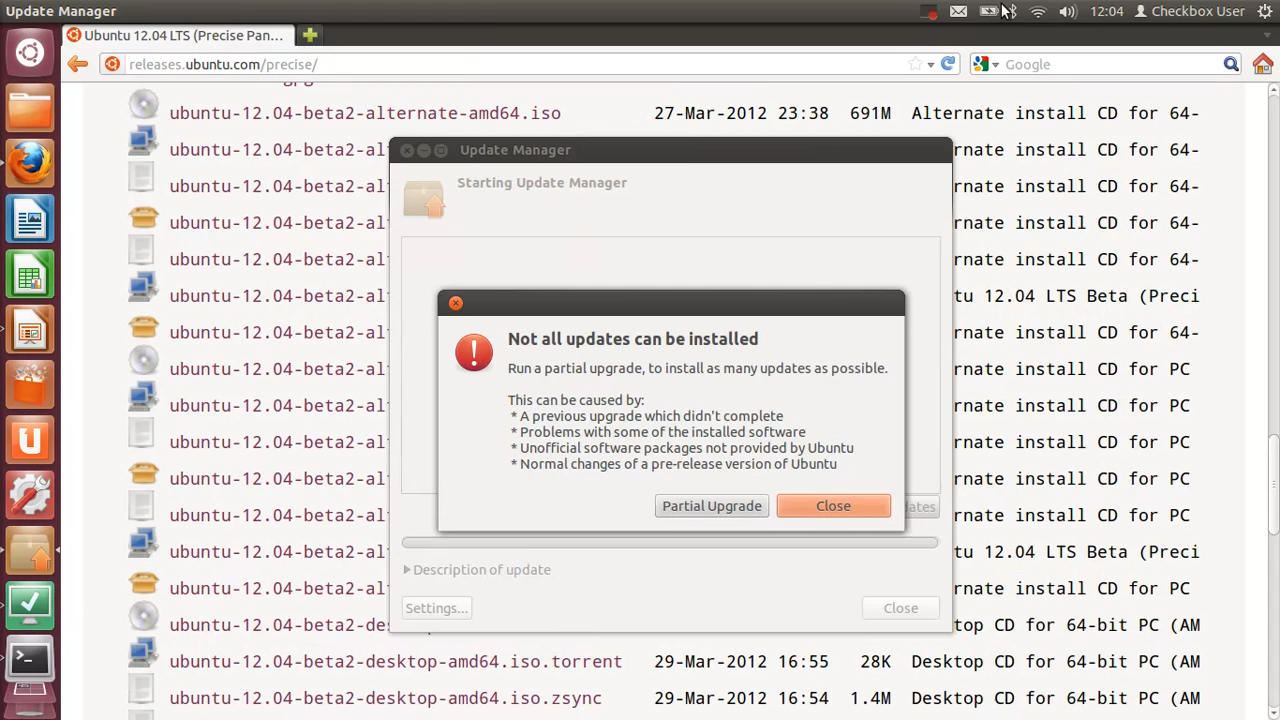 Update Manager
12:04 Checkbox User
Ubuntu 12.04 LTS (Precise Pan...
releases.ubuntu.com/precise/
Google
ubuntu-12.04-beta2-alternate-amd64.iso 27-Mar-2012 23:38 691M Alternate install CD for 64-
ubuntu-12.04-beta2-al nate install CD for 64-
Update Manager
ubuntu-12.04-beta2-al nate install CD for 64-
Starting Update Manager
ubuntu-12.04-beta2-al nate install CD for 64-
ubuntu-12.04-beta2-al nate install CD for 64-
ubuntu-12.04-beta2-al tu 12.04 LTS Beta (Preci
ubuntu-12.04-beta2-al nate install CD for 64-
Not all updates can be installed
ubuntu-12.04-beta2-al nate install CD for PC
Run a partial upgrade, to install as many updates as possible.
This can be caused by:
ubuntu-12.04-beta2-al nate install CD for PC
* A previous upgrade which didn't complete
* Problems with some of the installed software
ubuntu-12.04-beta2-al nate install CD for PC
* Unofficial software packages not provided by Ubuntu
* Normal changes of a pre-release version of Ubuntu
ubuntu-12.04-beta2-al nate install CD for PC
Partial Upgrade Close dates
ubuntu-12.04-beta2-al nate install CD for PC
ubuntu-12.04-beta2-al tu 12.04 LTS Beta (Preci
Description of update
ubuntu-12.04-beta2-al nate install CD for PC
Settings... Close
ubuntu-12.04-beta2-de sktop CD for 64-bit PC (AM
ubuntu-12.04-beta2-desktop-amd64.iso.torrent 29-Mar-2012 16:55 28K Desktop CD for 64-bit PC (AM
ubuntu-12.04-beta2-desktop-amd64.iso.zsync 29-Mar-2012 16:54 1.4M Desktop CD for 64-bit PC (AM